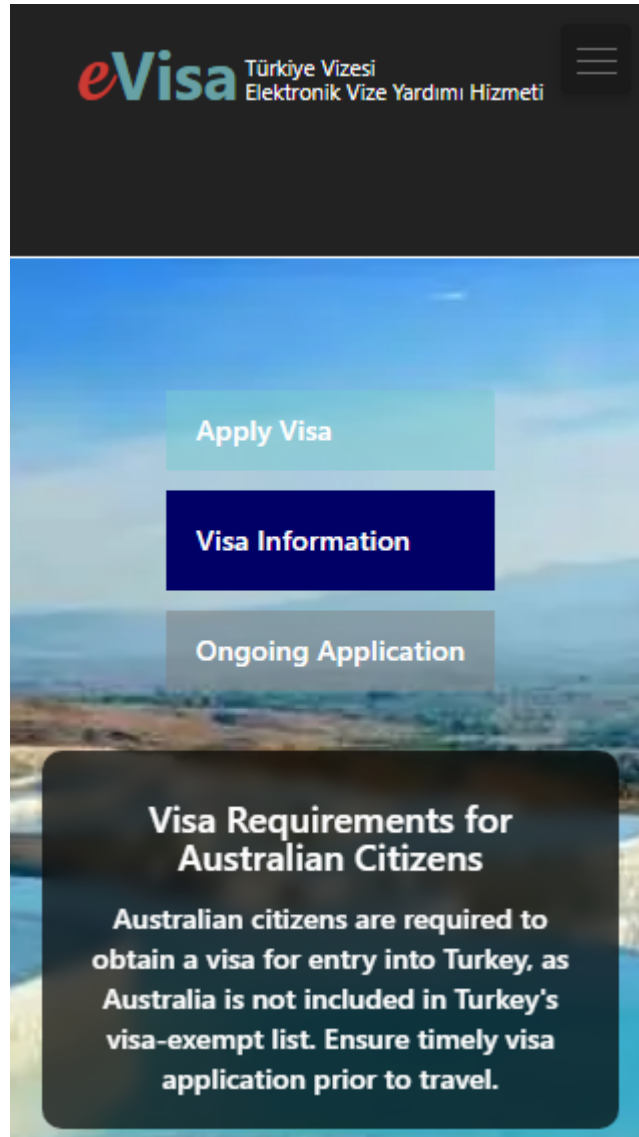 eVisa Türkiye Vizesi
Elektronik Vize Yardımı Hizmeti
Apply Visa
Visa Information
Ongoing Application
Visa Requirements for
Australian Citizens
Australian citizens are required to
obtain a visa for entry into Turkey, as
Australia is not included in Turkey's
visa-exempt list. Ensure timely visa
application prior to travel.